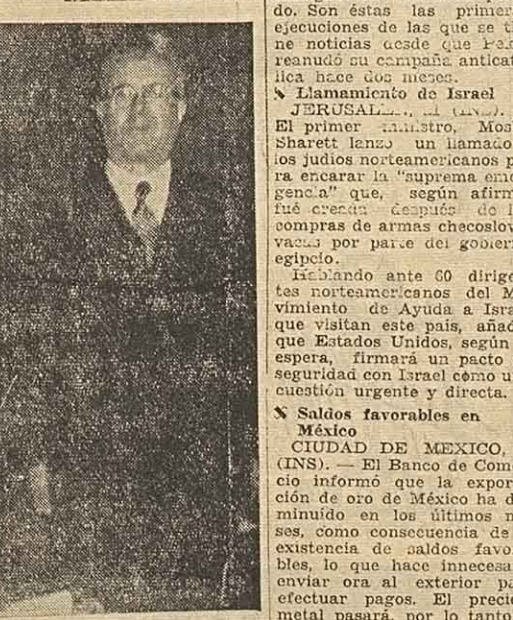 do. Son éstas las primer
ejecuciones de las que se ti
ne noticias desde que
reanudó su campaña anticat
lica hace dos meses.
Llamamiento de Israel
El primer Mos
Sharett lanzo un llamado
los judios norteamericanos p
ra encarar la "suprema eme
gencia" que, según afirm
fué creada después de l
compras de armas checoslov
vacas por parte del gobiern
egipcio.
Hablando ante 60 dirige
tes norteamericanos del M
vimiento de Ayuda a Isra
que visitan este país, añad
que Estados Unidos, según
espera, firmará un pacto
seguridad con Israel como u
cuestión urgente y directa.
Saldos favorables en
México
CIUDAD DE MEXICO,
(INS). — El Banco de Come
cio informó que la expor
ción de oro de México ha d
minuído en los últimos m
ses, como consecuencia de
existencia de saldos favo
bles, lo que hace innecesa
enviar ora al exterior pa
efectuar pagos. El preci
metal pasará, por lo tanto